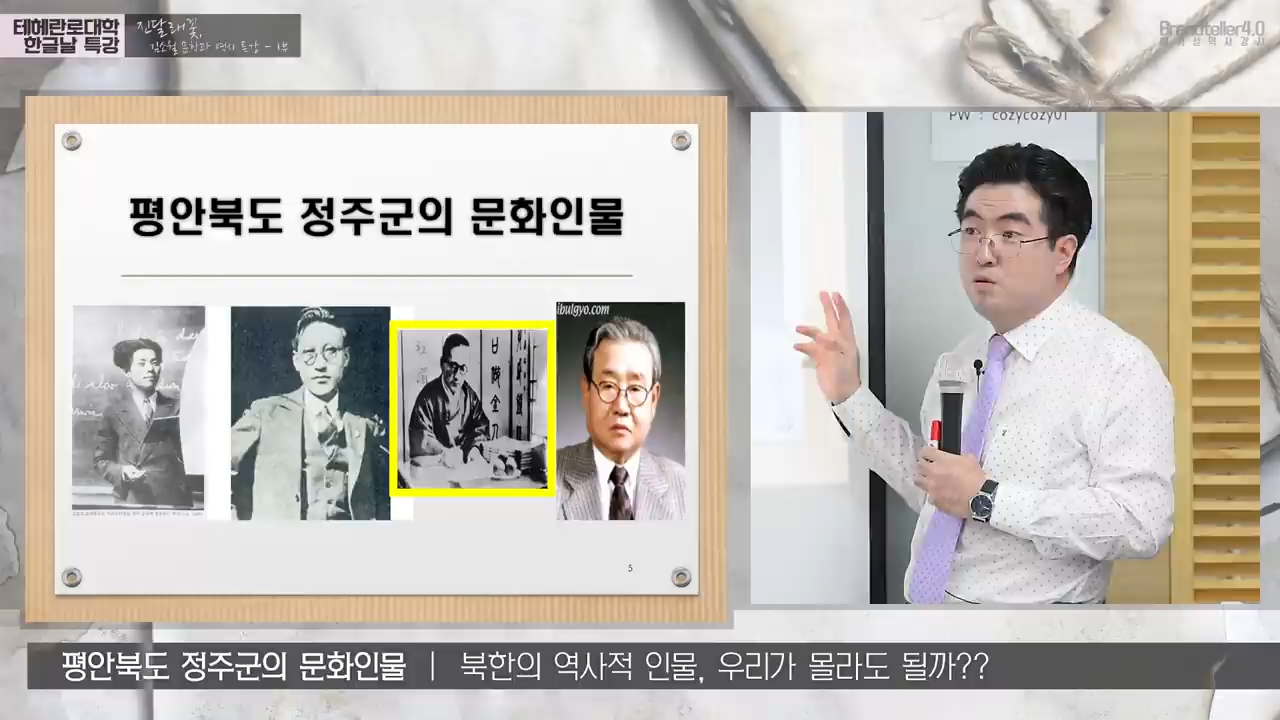 테헤란로대학
한글날 특강
진달래꽃,
김소월 문학과 역사 특강 - 1부
Brandteller4.0
PW : cozycozy01
평안북도 정주군의 문화인물
ibulgyo.com
5
평안북도 정주군의 문화인물 | 북한의 역사적 인물, 우리가 몰라도 될까??